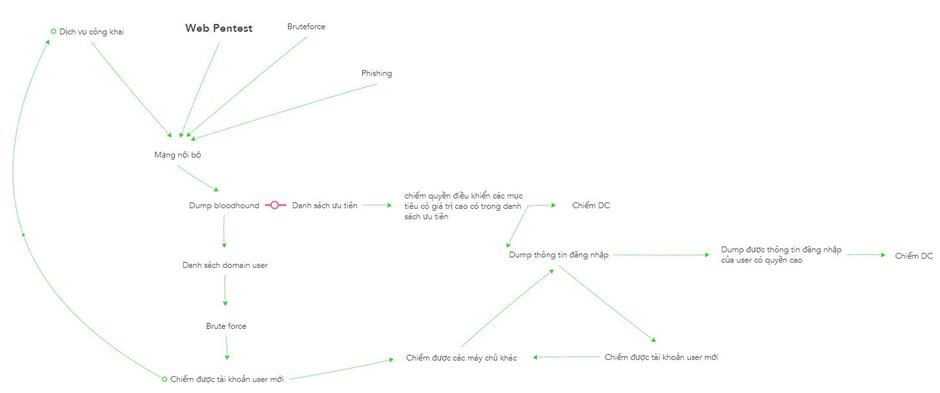 Dịch vụ công khai
Web Pentest
Bruteforce
Phishing
Mạng nội bộ
Dump bloodhound
Danh sách ưu tiên
chiếm quyền điều khiển các mục
tiêu có giá trị cao có trong danh
sách ưu tiên
Chiếm DC
Dump thông tin đăng nhập
Dump được thông tin đăng nhập
của user có quyền cao
Chiếm DC
Danh sách domain user
Brute force
Chiếm được tài khoản user mới
Chiếm được các máy chủ khác
Chiếm được tài khoản user mới